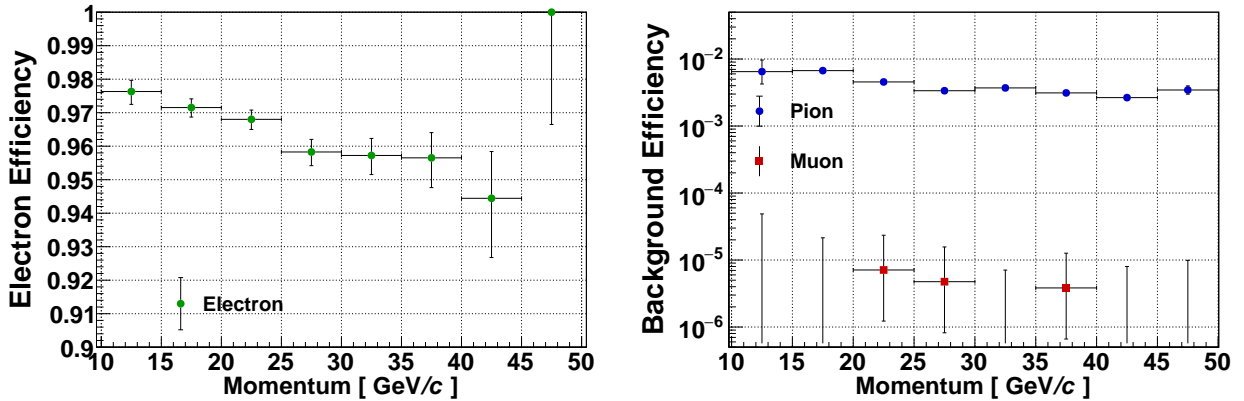 Electron Efficiency
1
0.99
0.98
0.97
0.96
0.95
0.94
0.93
0.92
0.91
0.9
Electron
10 15 20 25 30 35 40 45 50
Momentum [ GeV/c ]
Background Efficiency
10⁻²
10⁻³
10⁻⁴
10⁻⁵
10⁻⁶
Pion
Muon
10 15 20 25 30 35 40 45 50
Momentum [ GeV/c ]